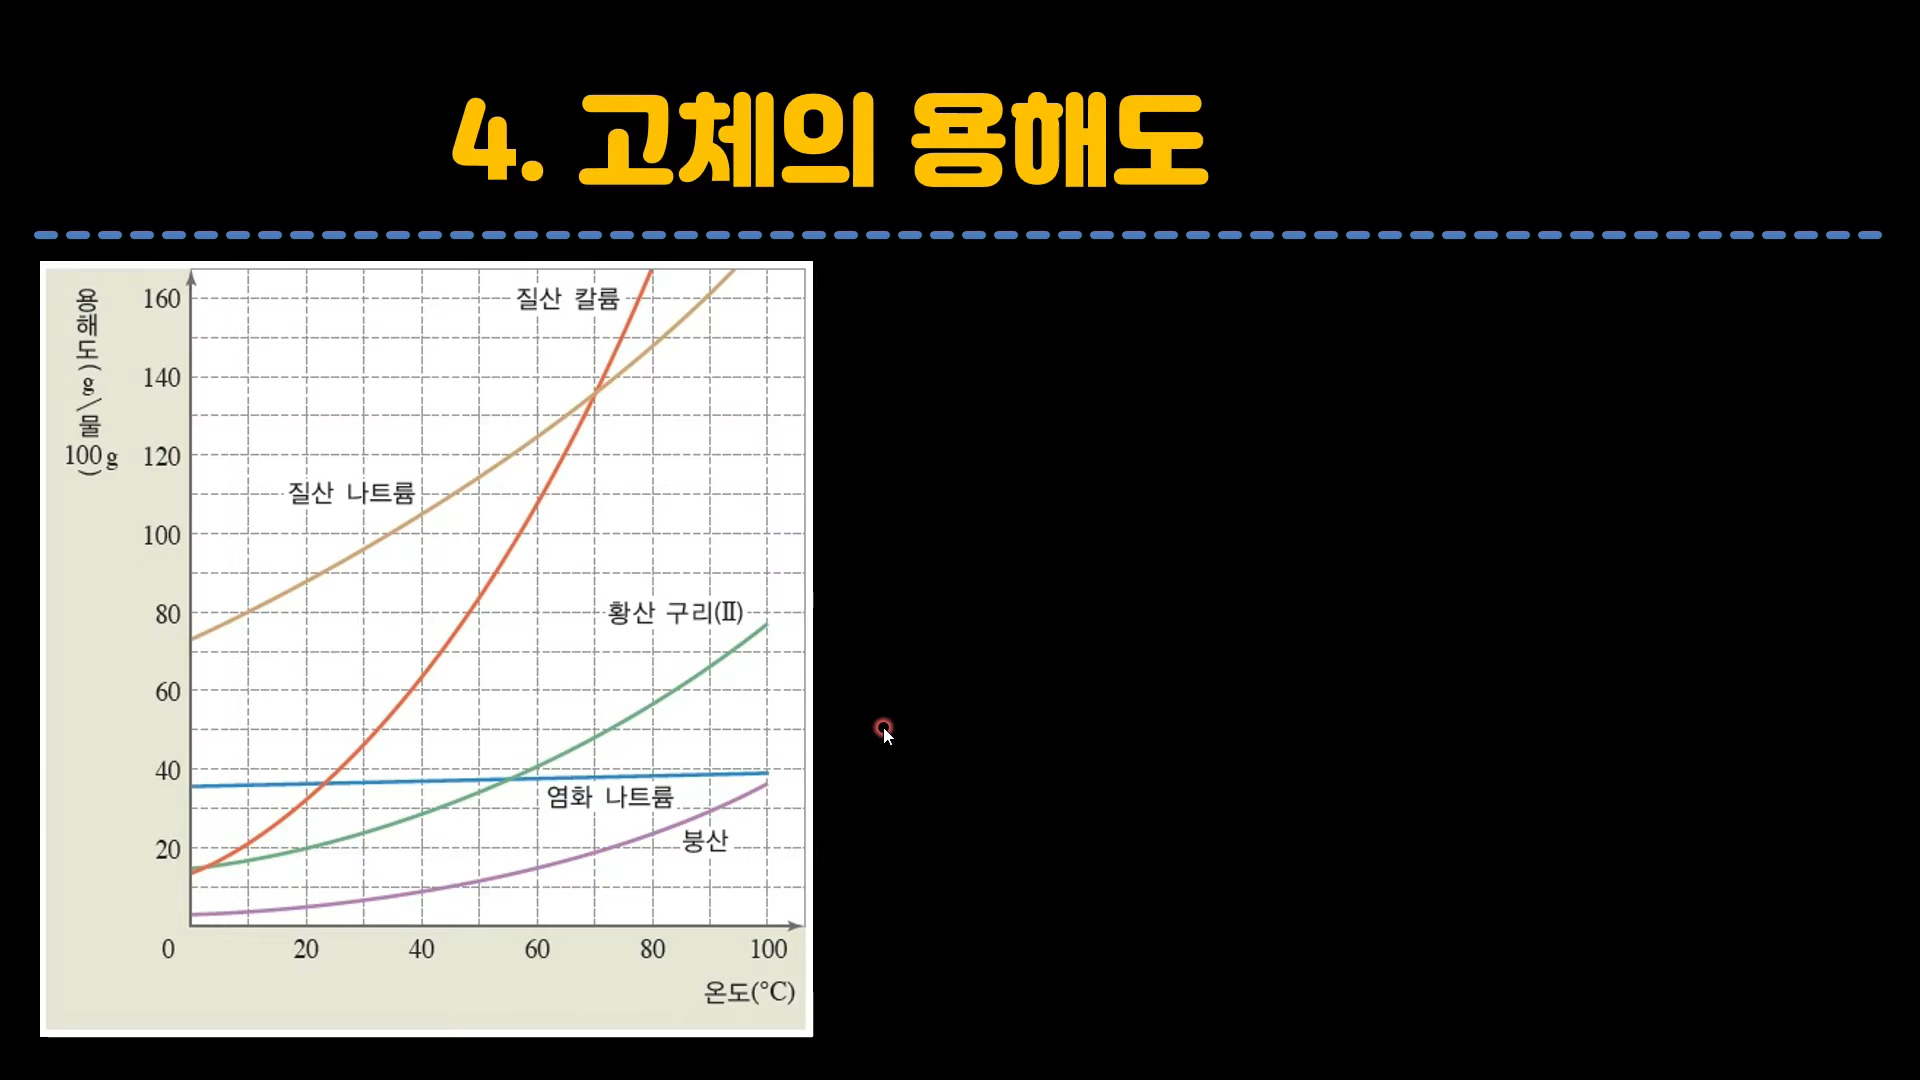 4. 고체의 용해도
용해도(g/물 100g)
160
140
120
100
80
60
40
20
0
20
40
60
80
100
온도(°C)
질산 칼륨
질산 나트륨
황산 구리(Ⅱ)
염화 나트륨
붕산